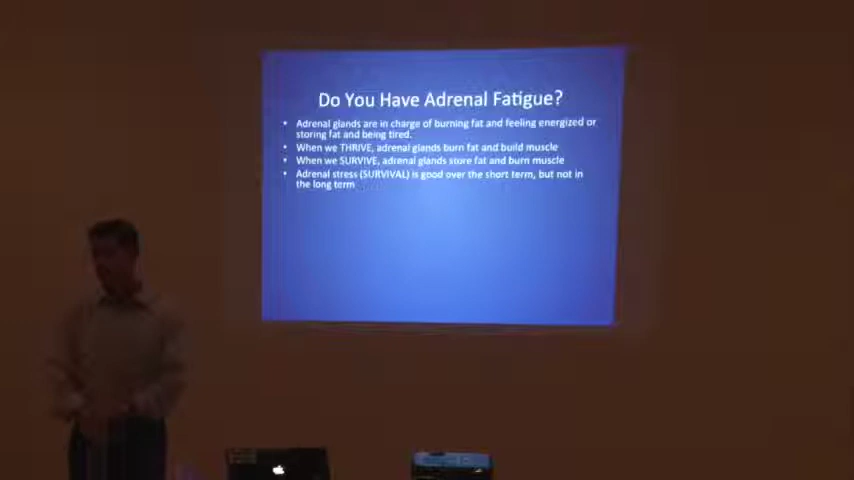 Do You Have Adrenal Fatigue?
• Adrenal glands are in charge of burning fat and feeling energized or
storing fat and being tired.
• When we THRIVE, adrenal glands burn fat and build muscle
• When we SURVIVE, adrenal glands store fat and burn muscle
• Adrenal stress (SURVIVAL) is good over the short term, but not in
the long term